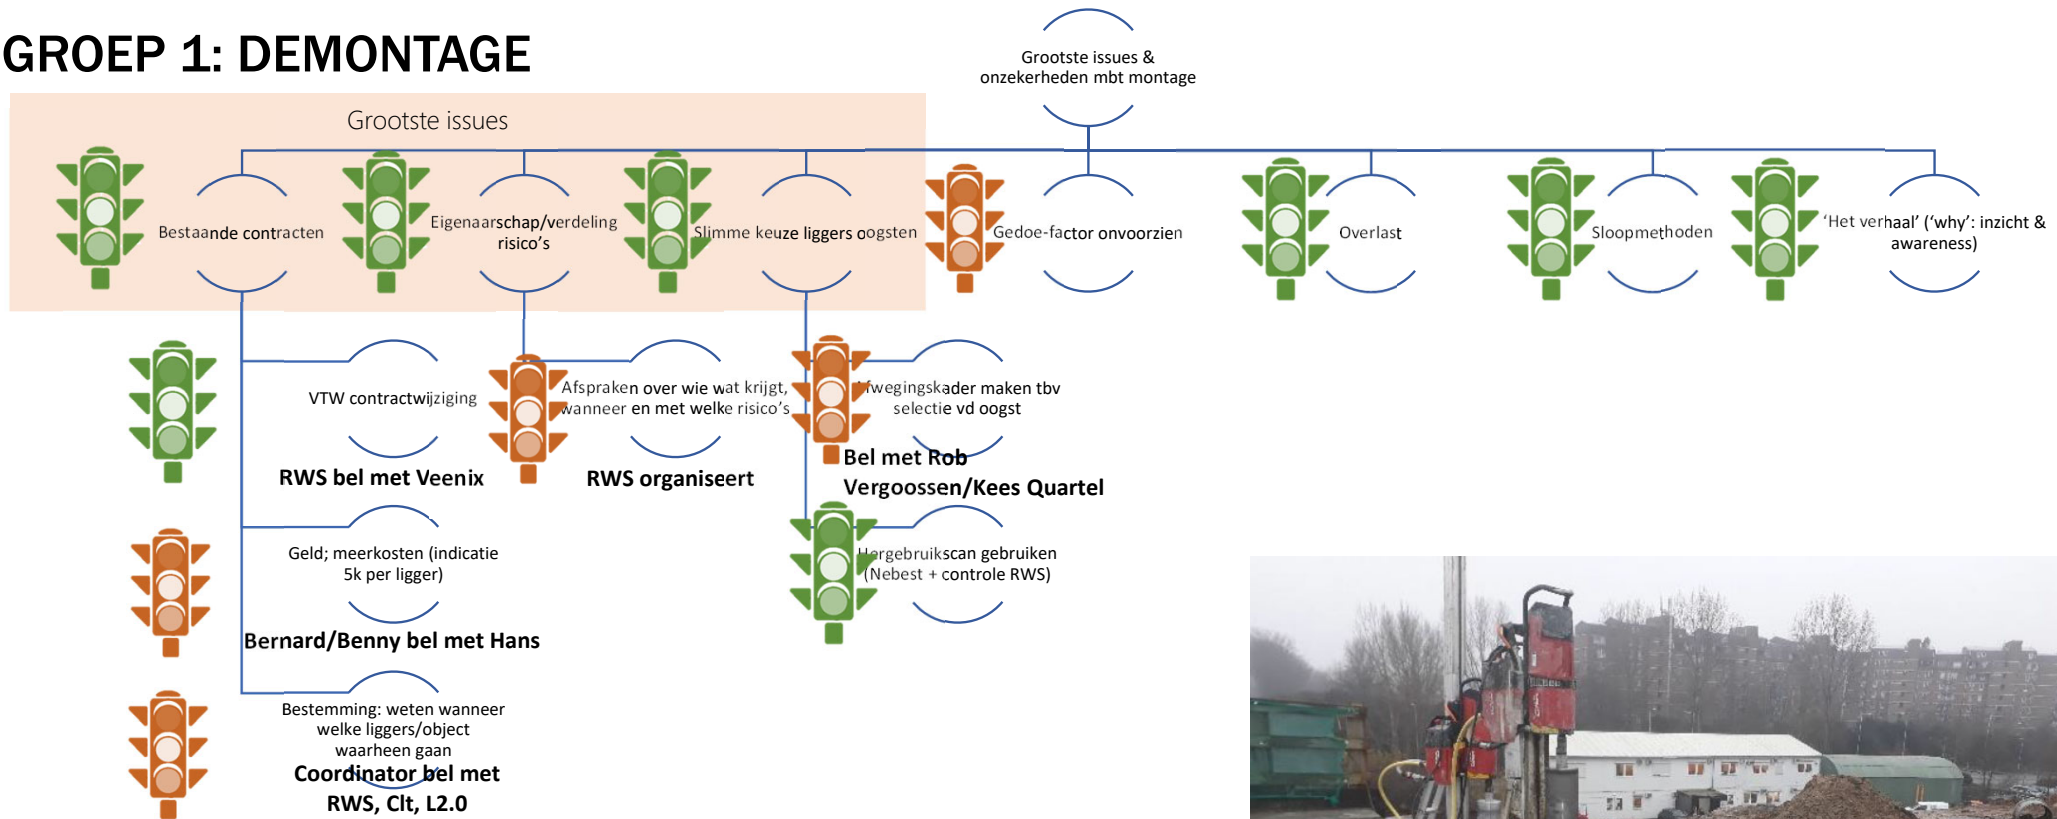 GROEP 1: DEMONTAGE
Grootste issues &
onzekerheden mbt montage
Grootste issues
Bestaande contracten
Eigenaarschap/verdeling
risico's
Slimme keuze liggers oogsten
Gedoe-factor onvoorzien
Overlast
Sloopmethoden
‘Het verhaal’ (‘why’: inzicht &
awareness)
VTW contractwijziging
RWS bel met Veenix
Afspraken over wie wat krijgt,
wanneer en met welke risico's
RWS organiseert
Afwegingskader maken tbv
selectie vd oogst
Bel met Rob
Vergoossen/Kees Quartel
Geld; meerkosten (indicatie
5k per ligger)
Bernard/Benny bel met Hans
Hergebruikscan gebruiken
(Nebest + controle RWS)
Bestemming: weten wanneer
welke liggers/object
waarheen gaan
Coordinator bel met
RWS, Clt, L2.0